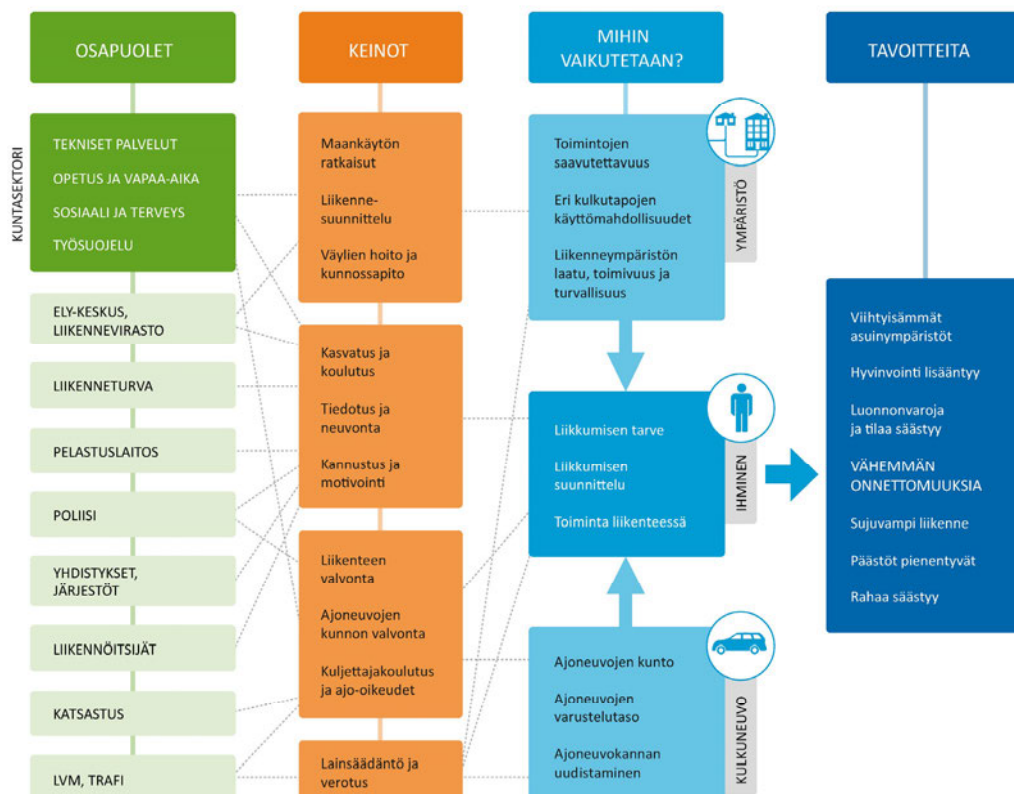 OSAPUOLET
KUNTASEKTORI
TEKNISET PALVELUT
OPETUS JA VAPAA-AIKA
SOSIAALI JA TERVEYS
TYÖSUOJELU
ELY-KESKUS,
LIIKENNEVIRASTO
LIIKENNETURVA
PELASTUSLAITOS
POLIISI
YHDISTYKSET,
JÄRJESTÖT
LIIKENNÖITSIJÄT
KATSASTUS
LVM, TRAFI
KEINOT
Maankäytön
ratkaisut
Liikenne-
suunnittelu
Väylien hoito ja
kunnossapito
Kasvatus ja
koulutus
Tiedotus ja
neuvonta
Kannustus ja
motivointi
Liikenteen
valvonta
Ajoneuvojen
kunnon valvonta
Kuljettajakoulutus
ja ajo-oikeudet
Lainsäädäntö ja
verotus
MIHIN
VAIKUTETAAN?
Toimintojen
saavutettavuus
Eri kulkutapojen
käyttömahdollisuudet
Liikenneympäristön
laatu, toimivuus ja
turvallisuus
YMPÄRISTÖ
Liikkumisen tarve
Liikkumisen
suunnittelu
Toiminta liikenteessä
IHMINEN
Ajoneuvojen kunto
Ajoneuvojen
varustelutaso
Ajoneuvokannan
uudistaminen
KULKUNEUVO
TAVOITTEITA
Viihtyisämmät
asuinympäristöt
Hyvinvointi lisääntyy
Luonnonvaroja
ja tilaa säästyy
VÄHEMMÄN
ONNETTOMUUKSIA
Sujuvampi liikenne
Päästöt pienentyvät
Rahaa säästyy